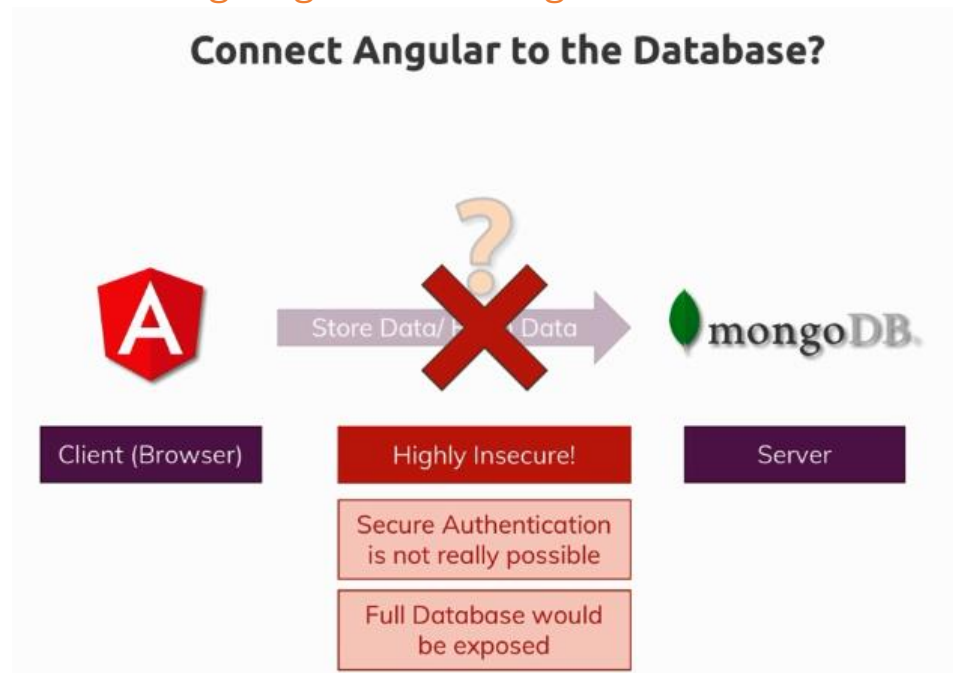 Connect Angular to the Database?
?
A
Store Data/ Data
mongoDB
Client (Browser)
Highly Insecure!
Server
Secure Authentication
is not really possible
Full Database would
be exposed